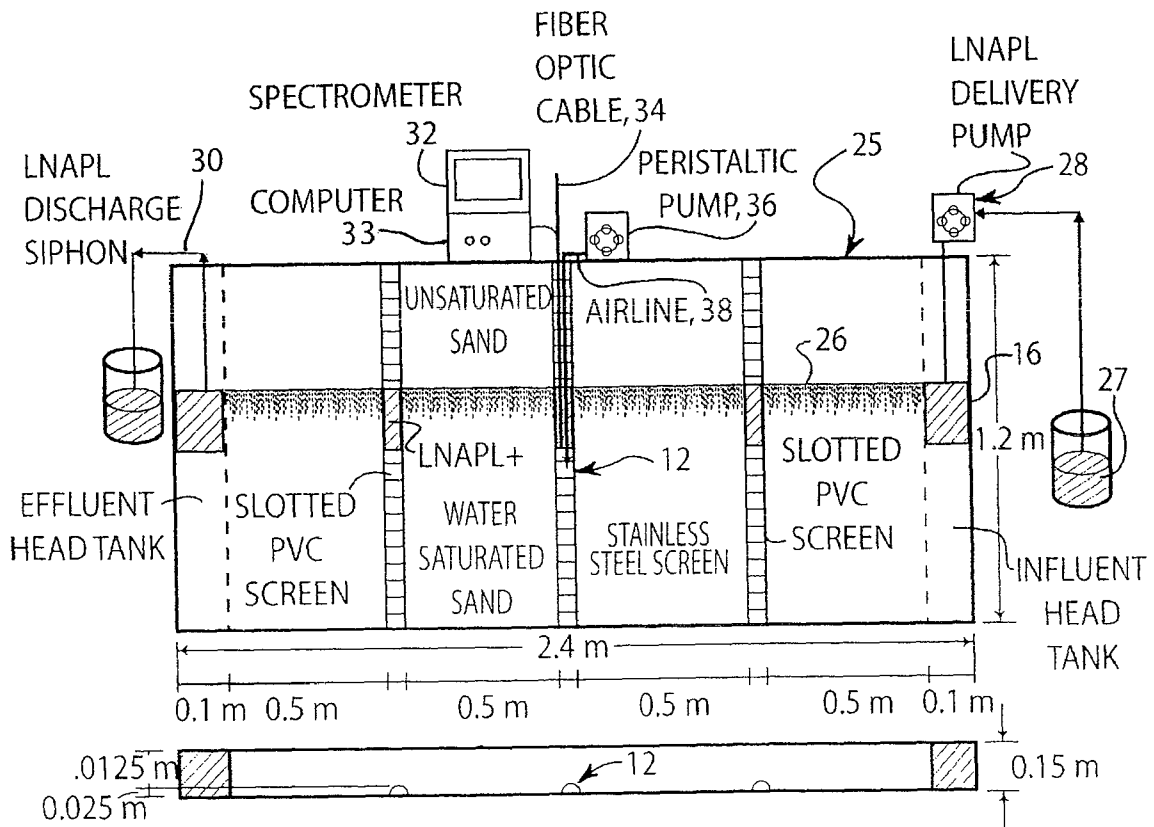 FIBER
OPTIC
CABLE, 34
LNAPL
DELIVERY
PUMP
28
SPECTROMETER
32
COMPUTER
33
PERISTALTIC
PUMP, 36
25
LNAPL
DISCHARGE
SIPHON
30
UNSATURATED
SAND
AIRLINE, 38
26
16
27
1.2 m
LNAPL+
12
EFFLUENT
HEAD TANK
SLOTTED
PVC
SCREEN
WATER
SATURATED
SAND
STAINLESS
STEEL SCREEN
SLOTTED
PVC
SCREEN
INFLUENT
HEAD
TANK
2.4 m
0.1 m 0.5 m 0.5 m 0.5 m 0.5 m 0.1 m
.0125 m
0.025 m
12
0.15 m